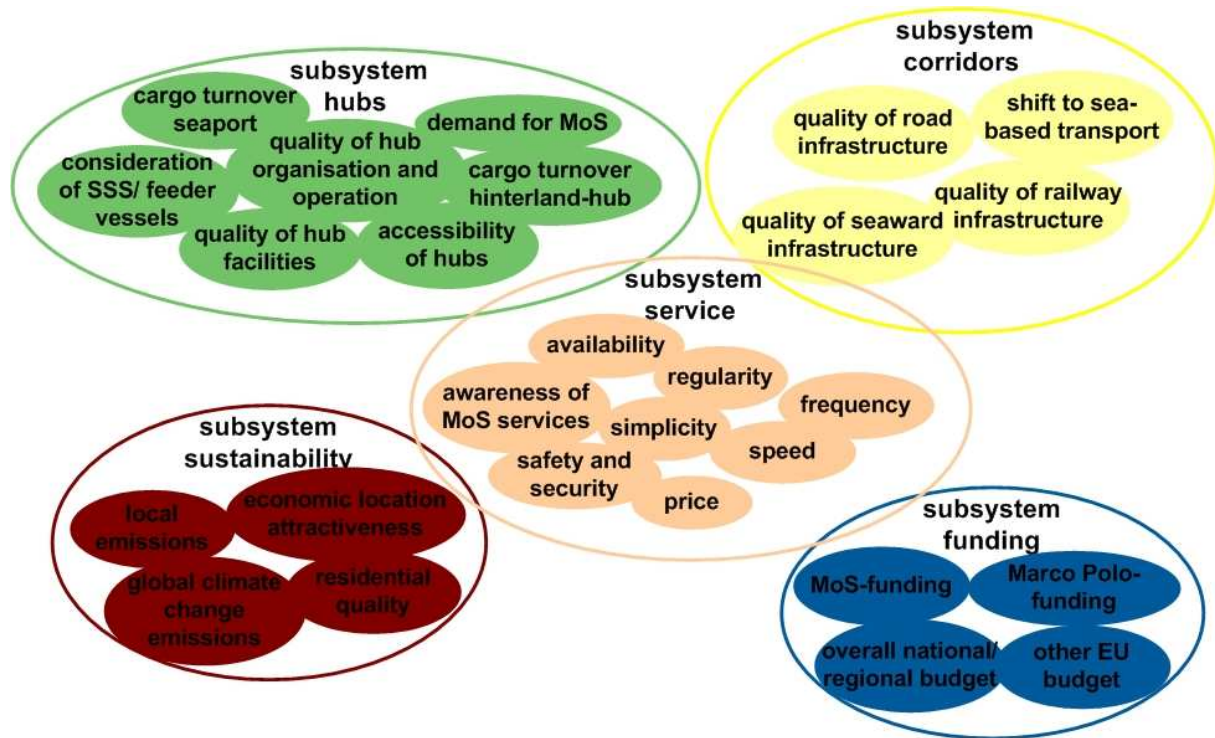 subsystem
hubs
cargo turnover
seaport
demand for MoS
quality of hub
organisation and
operation
consideration
of SSS/ feeder
vessels
cargo turnover
hinterland-hub
quality of hub
facilities
accessibility
of hubs
subsystem
corridors
quality of road
infrastructure
shift to sea-
based transport
quality of railway
infrastructure
quality of seaward
infrastructure
subsystem
service
availability
regularity
frequency
awareness of
MoS services
simplicity
speed
safety and
security
price
subsystem
sustainability
local
emissions
economic location
attractiveness
global climate
change
emissions
residential
quality
subsystem
funding
MoS-funding
Marco Polo-
funding
overall national/
regional budget
other EU
budget